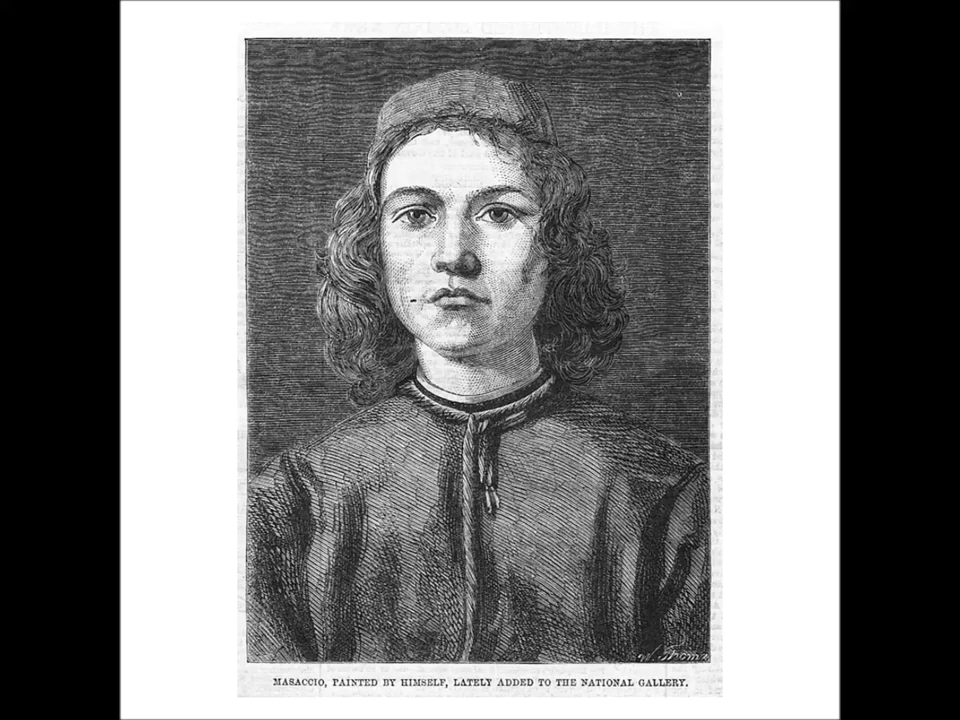 MASACCIO, PAINTED BY HIMSELF, LATELY ADDED TO THE NATIONAL GALLERY.